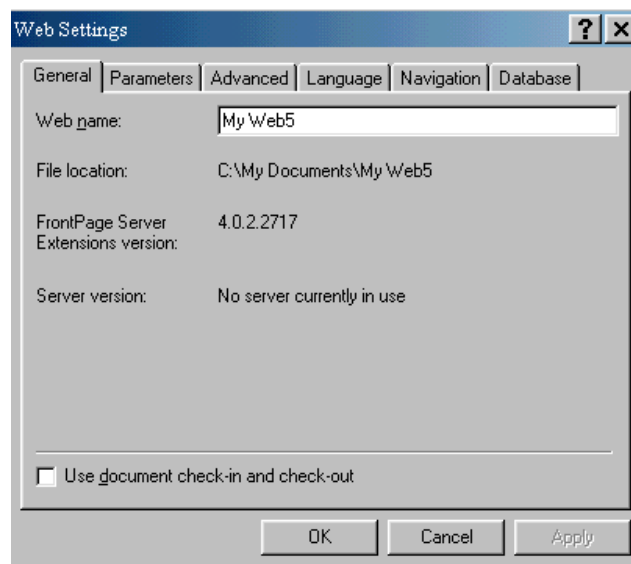 Web Settings
General Parameters Advanced Language Navigation Database
Web name: My Web5
File location: C:\My Documents\My Web5
FrontPage Server
Extensions version: 4.0.2.2717
Server version: No server currently in use
Use document check-in and check-out
OK Cancel Apply